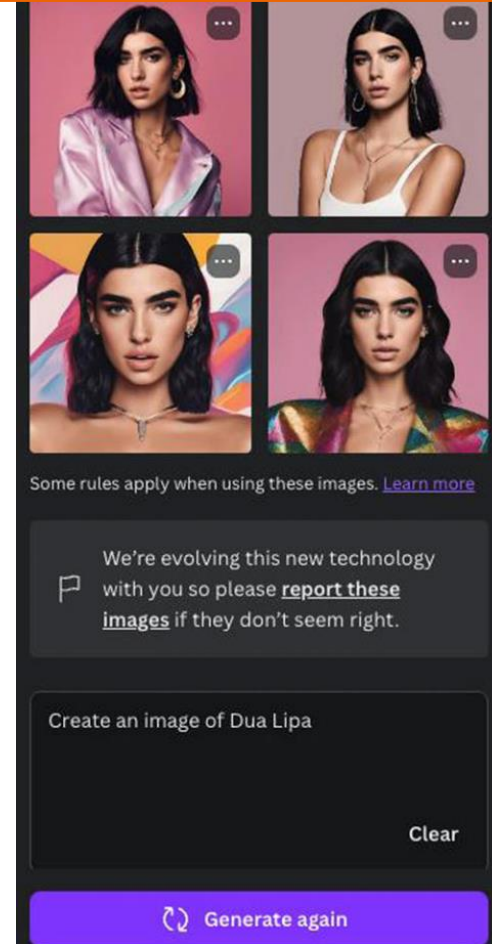 Some rules apply when using these images. Learn more
We’re evolving this new technology
with you so please report these
images if they don’t seem right.
Create an image of Dua Lipa
Clear
Generate again